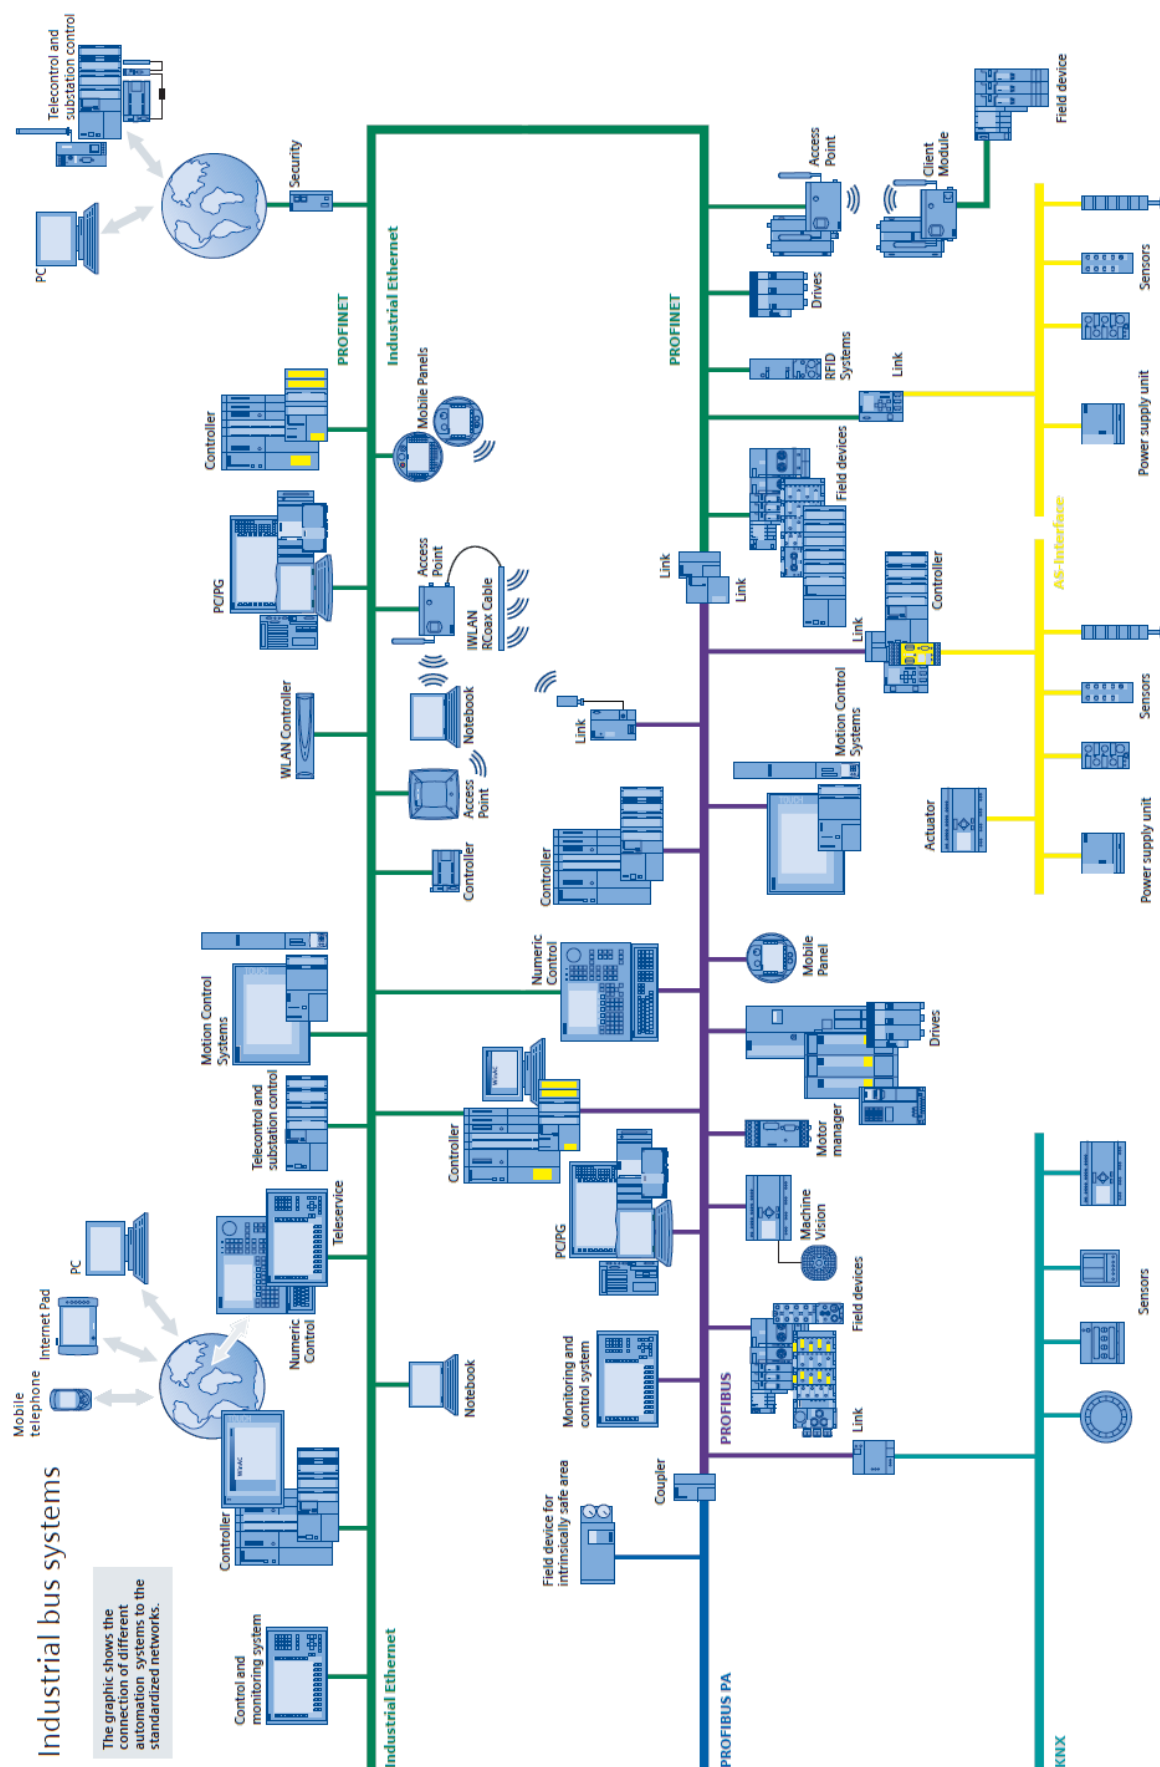 Industrial bus systems
The graphic shows the
connection of different
automation systems to the
standardized networks.
Mobile
telephone
Internet Pad
PC
PC
Telecontrol and
substation control
Security
Control and
monitoring system
Controller
WinAC
TOUCH
Numeric
Control
Teleservice
Telecontrol and
substation control
Motion Control
Systems
TOUCH
WLAN Controller
PC/PG
Controller
PROFINET
Industrial Ethernet
Industrial Ethernet
Notebook
Controller
Access
Point
Notebook
IWLAN
RCoax Cable
Access
Point
Mobile Panels
Controller
WinAC
Numeric
Control
Controller
Link
Field device for
intrinsically safe area
Monitoring and
control system
PC/PG
Coupler
Link
Link
PROFIBUS PA
PROFIBUS
PROFINET
Link
Field devices
Machine
Vision
Motor
manager
Drives
Mobile
Panel
TOUCH
Motion Control
Systems
Link
Controller
Field devices
RFID
Systems
Link
Drives
Access
Point
Client
Module
Field device
Actuator
AS-Interface
KNX
Sensors
Power supply unit
Sensors
Power supply unit
Sensors